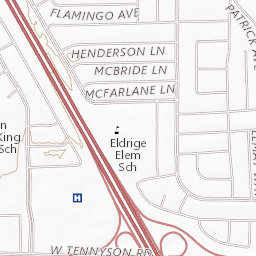 FLAMINGO AVE
PATRICK AVE
HENDERSON LN
MCBRIDE LN
MCFARLANE LN
n
King
Sch
Eldrige
Elem
Sch
H
W TENNYSON RD